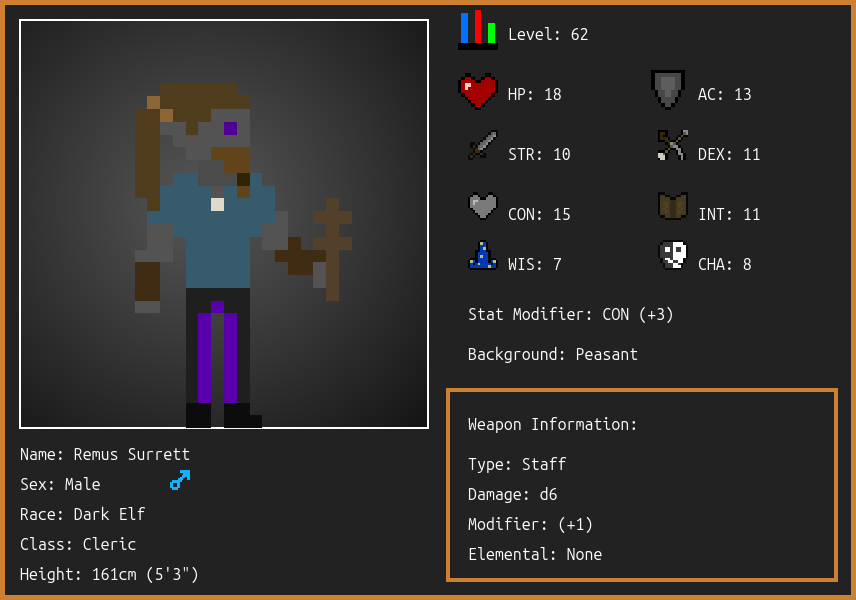 Level: 62
HP: 18
AC: 13
STR: 10
DEX: 11
CON: 15
INT: 11
WIS: 7
CHA: 8
Stat Modifier: CON (+3)
Background: Peasant
Weapon Information:
Type: Staff
Damage: d6
Modifier: (+1)
Elemental: None
Name: Remus Surrett
Sex: Male
Race: Dark Elf
Class: Cleric
Height: 161cm (5'3")